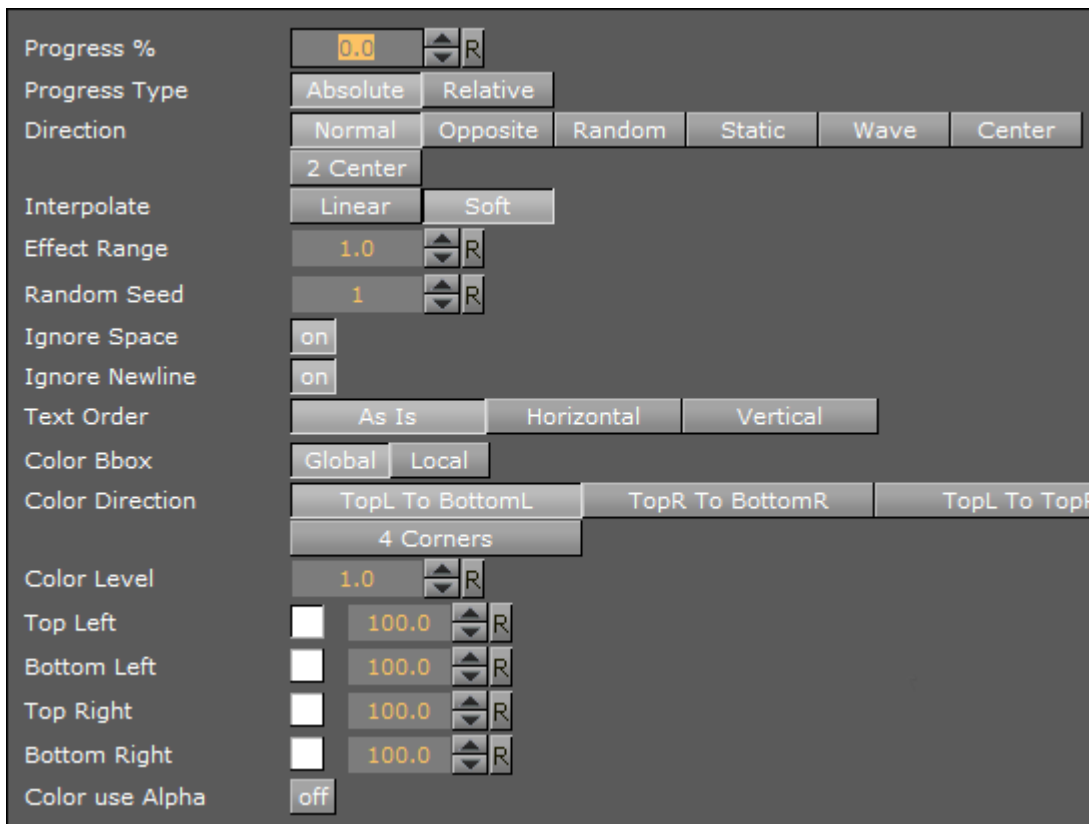 Progress % 0.0 R
Progress Type Absolute Relative
Direction Normal Opposite Random Static Wave Center
2 Center
Interpolate Linear Soft
Effect Range 1.0 R
Random Seed 1 R
Ignore Space on
Ignore Newline on
Text Order As Is Horizontal Vertical
Color Bbox Global Local
Color Direction TopL To BottomL TopR To BottomR TopL To Top
4 Corners
Color Level 1.0 R
Top Left 100.0 R
Bottom Left 100.0 R
Top Right 100.0 R
Bottom Right 100.0 R
Color use Alpha off